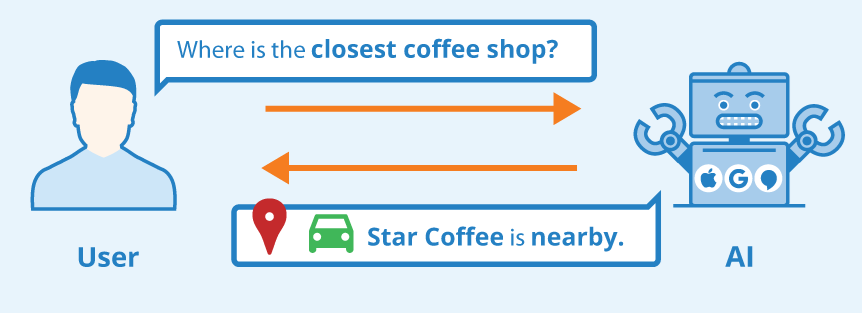 Where is the closest coffee shop?
Star Coffee is nearby.
User
AI